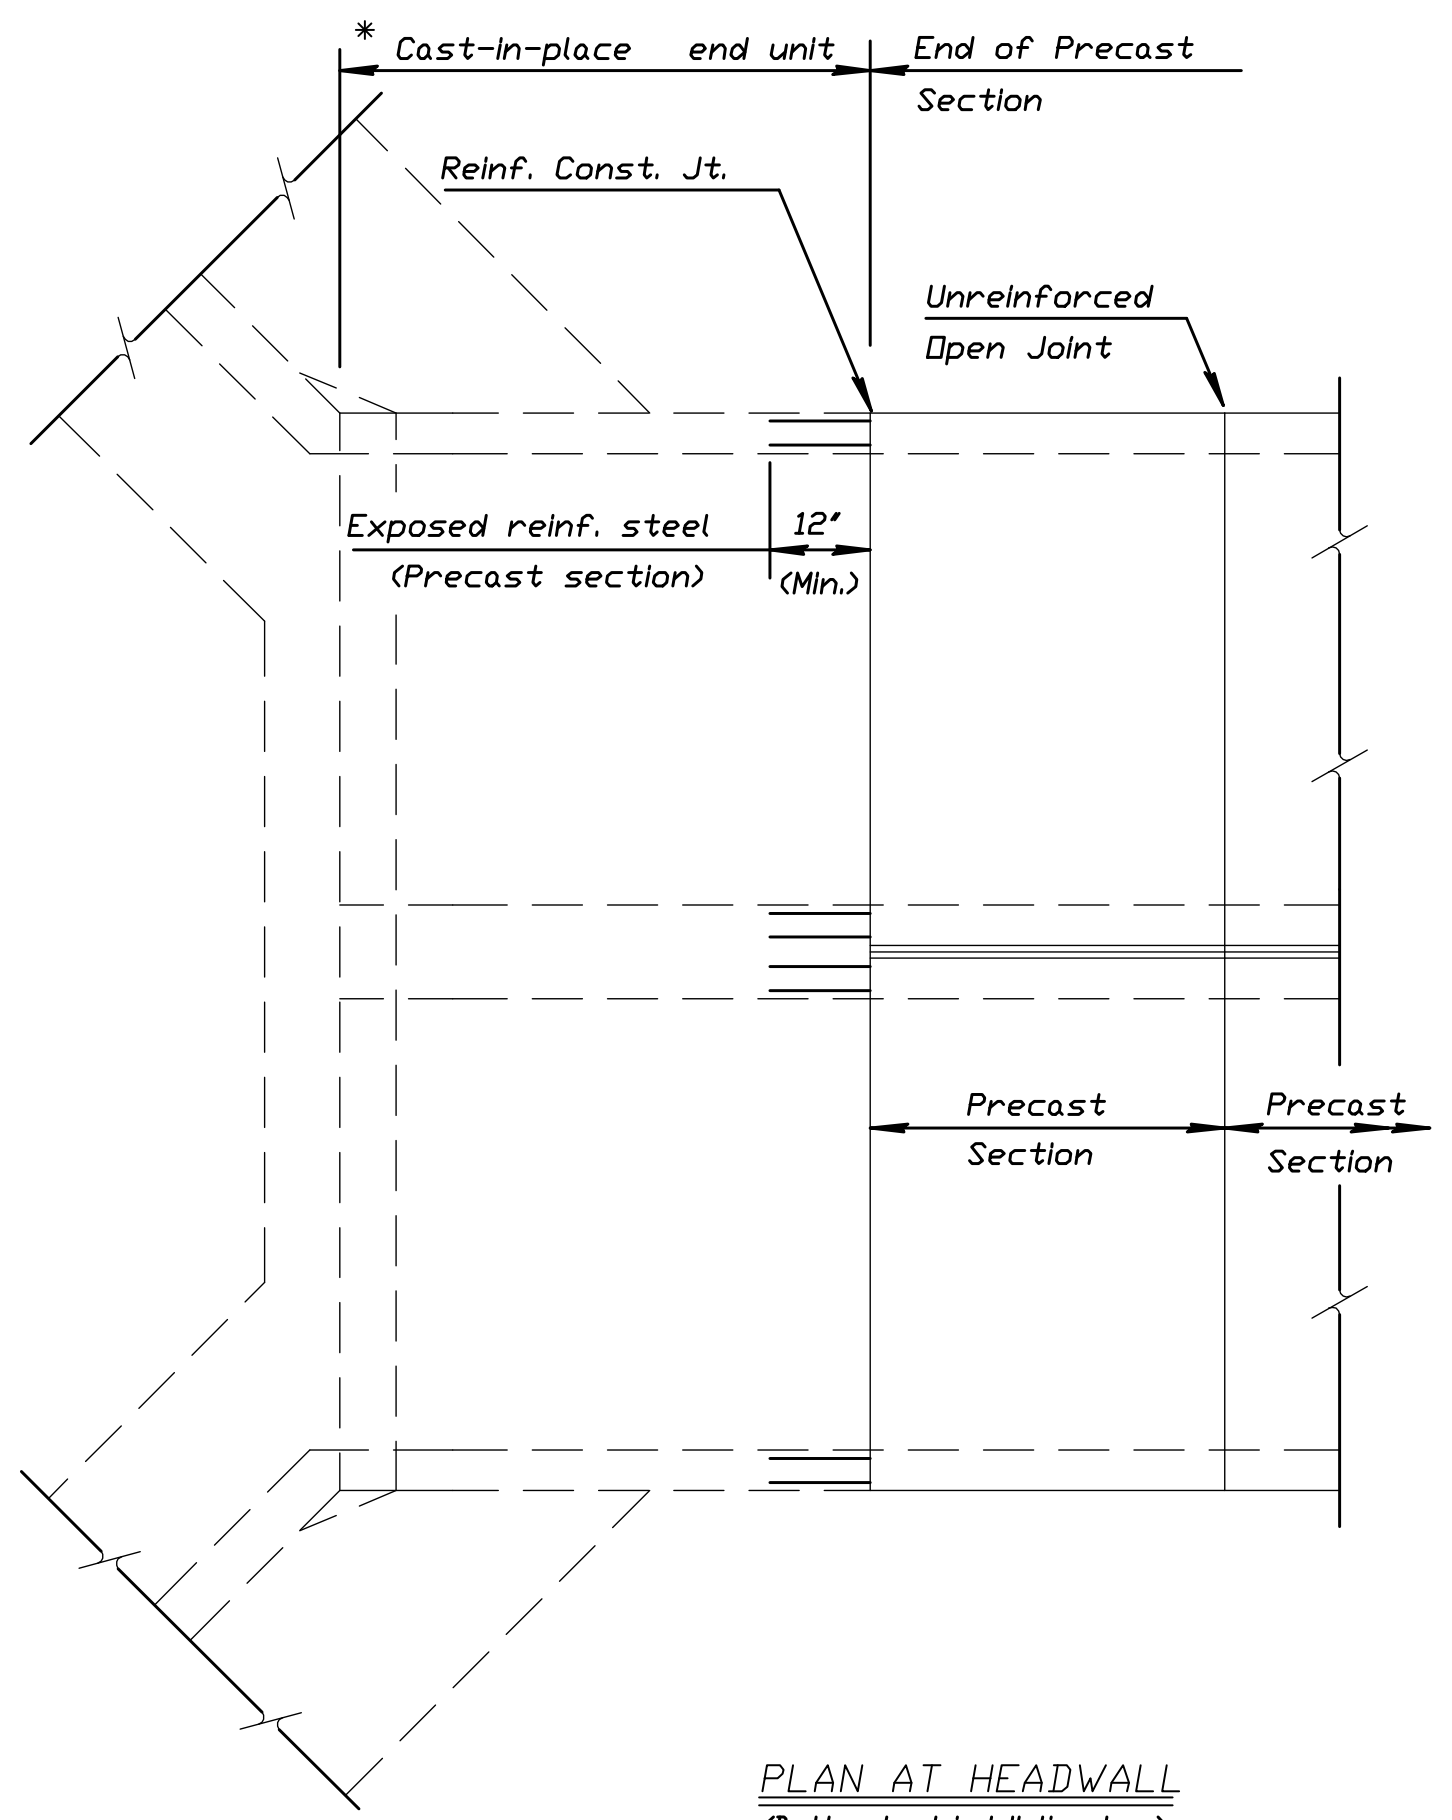 * Cast-in-place end unit
End of Precast
Section
Reinf. Const. Jt.
Unreinforced
Open Joint
Exposed reinf. steel
(Precast section)
12"
(Min.)
Precast
Section
Precast
Section
PLAN AT HEADWALL